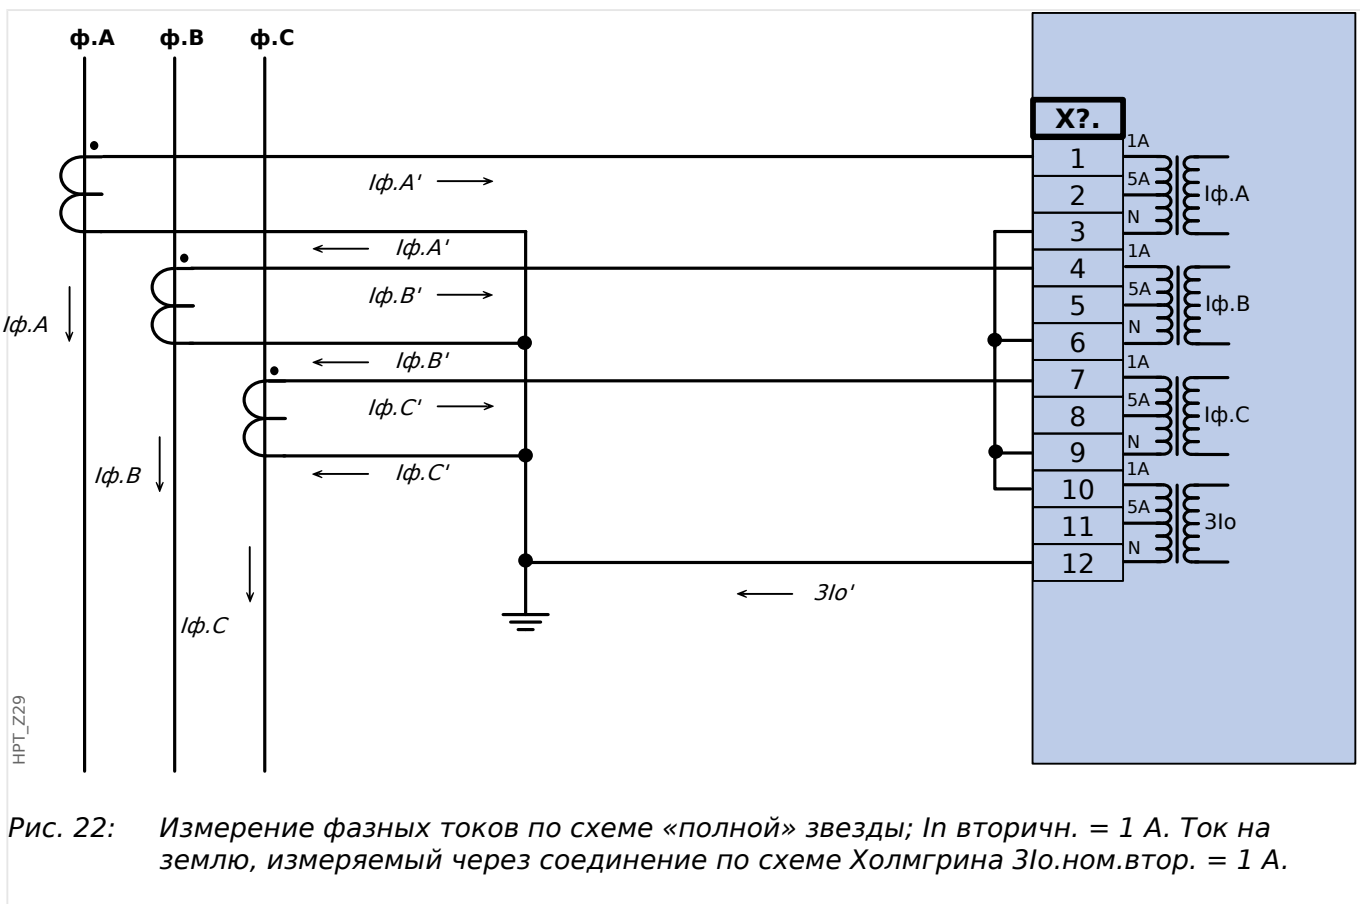 ф.A ф.B ф.C
X?.
1
2
3
4
5
6
7
8
9
10
11
12
1A
5A
N
Iф.A
1A
5A
N
Iф.B
1A
5A
N
Iф.C
1A
5A
N
3Io
Iф.A'
Iф.A'
Iф.B'
Iф.B'
Iф.C'
Iф.C'
3Io'
Iф.A
Iф.B
Iф.C
HPT_Z29
Рис. 22: Измерение фазных токов по схеме «полной» звезды; In вторичн. = 1 А. Ток на
землю, измеряемый через соединение по схеме Холмгрина 3Io.ном.втор. = 1 А.